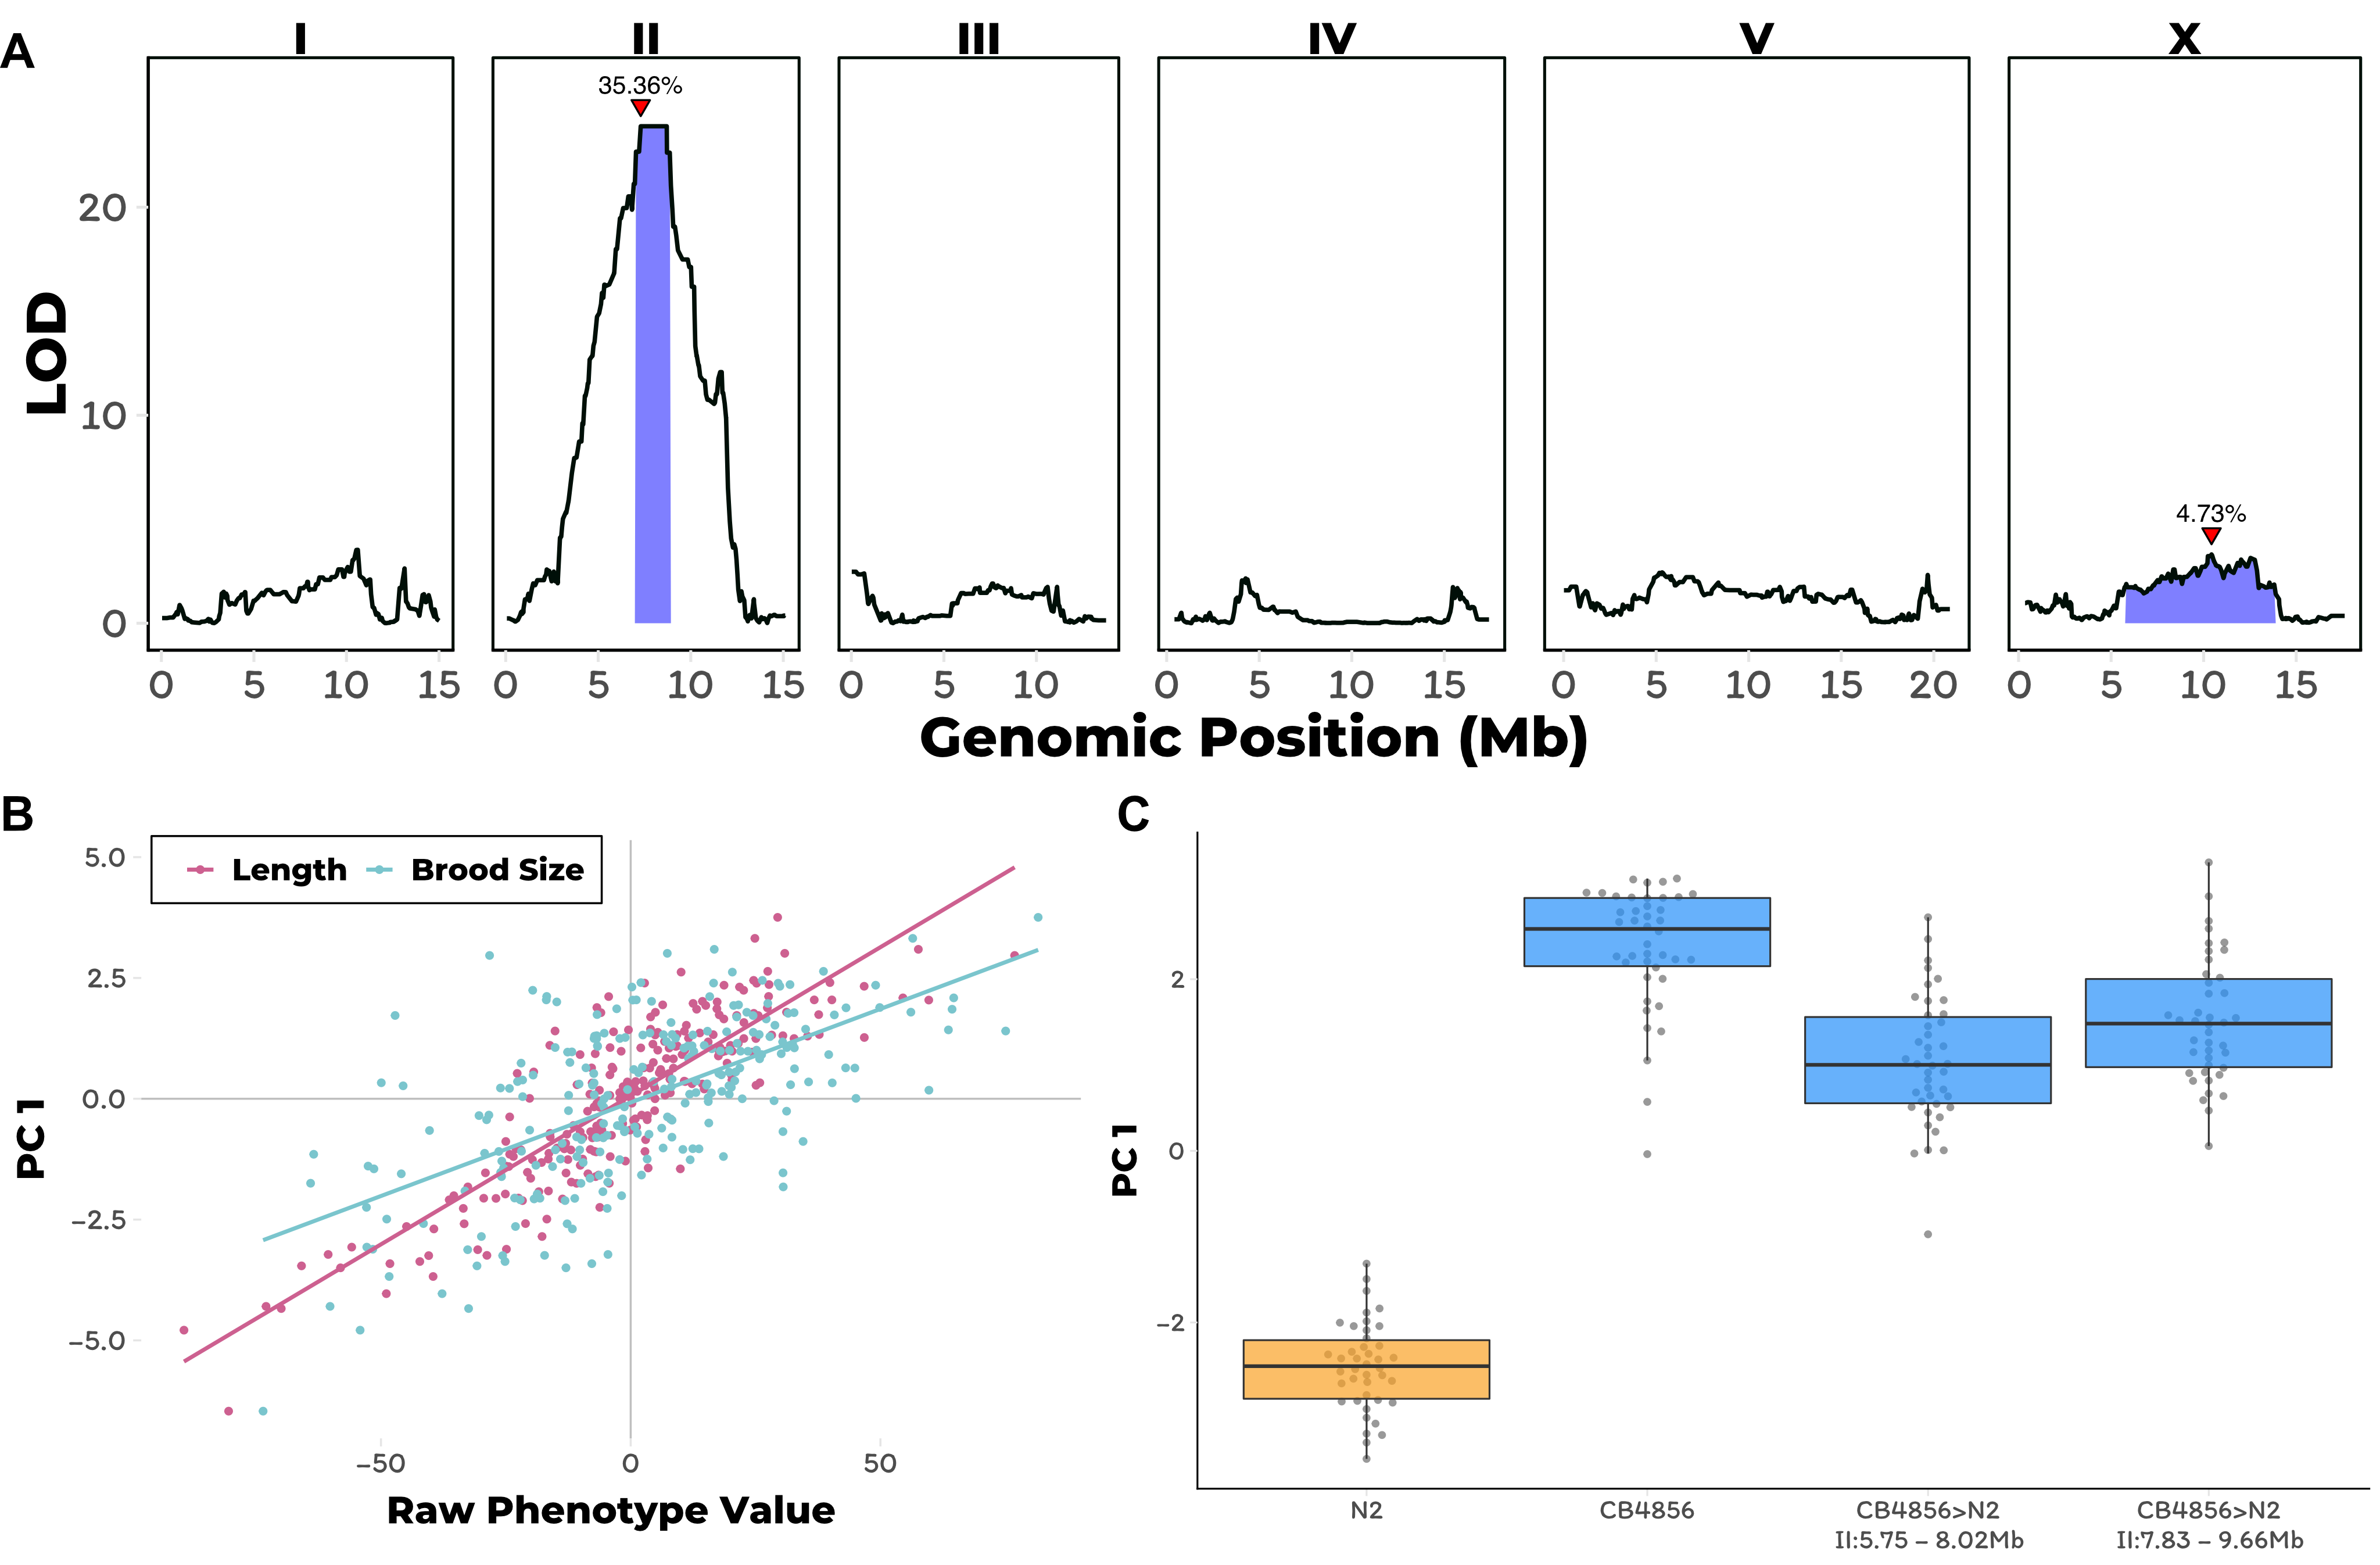 A
I II III IV V X
35.36%
4.73%
LOD
20
10
0
0 5 10 15 0 5 10 15 0 5 10 0 5 10 15 0 5 10 15 20 0 5 10 15
Genomic Position (Mb)
B
Length Brood Size
PC 1
5.0
2.5
0.0
−2.5
−5.0
−50 0 50
Raw Phenotype Value
C
PC 1
2
0
−2
N2 CB4856 CB4856>N2 CB4856>N2
II:5.75 − 8.02Mb II:7.83 − 9.66Mb